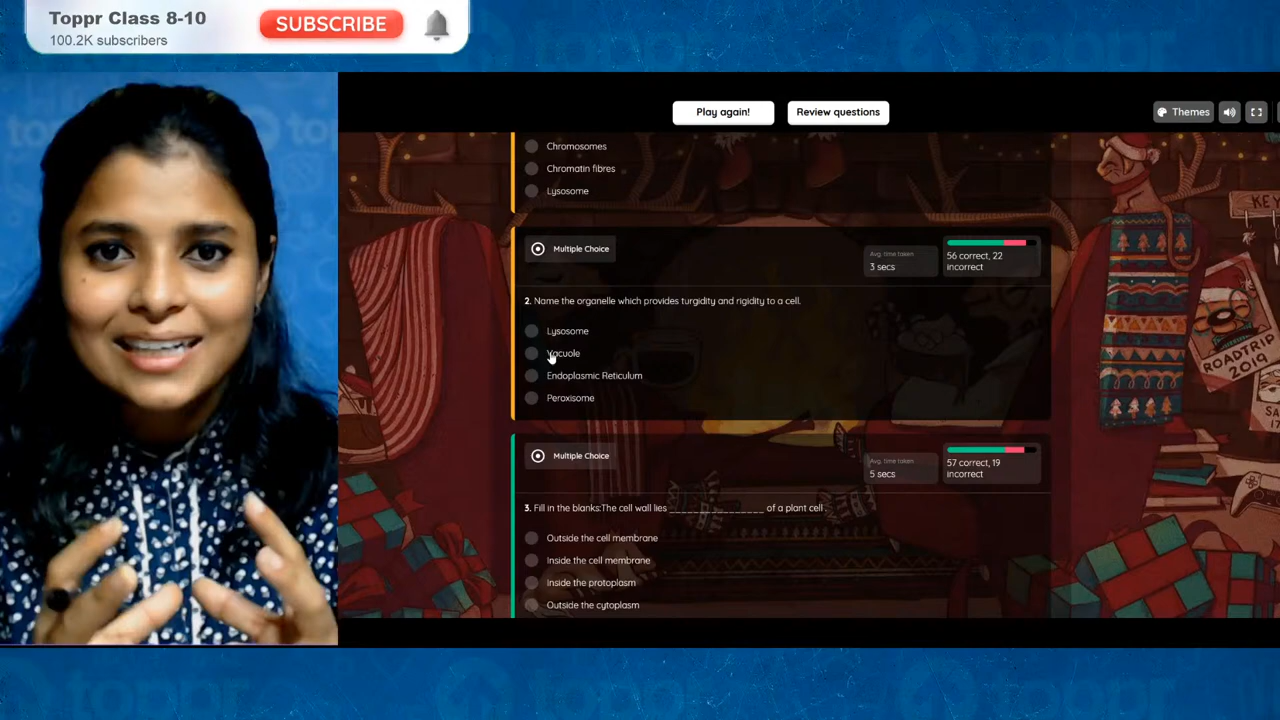 Toppr Class 8-10
100.2K subscribers
SUBSCRIBE
Play again!
Review questions
Themes
Chromosomes
Chromatin fibres
Lysosome
Multiple Choice
Avg. time taken
3 secs
56 correct, 22
incorrect
2. Name the organelle which provides turgidity and rigidity to a cell.
Lysosome
Vacuole
Endoplasmic Reticulum
Peroxisome
Multiple Choice
Avg. time taken
5 secs
57 correct, 19
incorrect
3. Fill in the blanks:The cell wall lies ________________ of a plant cell .
Outside the cell membrane
Inside the cell membrane
Inside the protoplasm
Outside the cytoplasm
KEY
ROADTRIP
2019
toppr
toppr